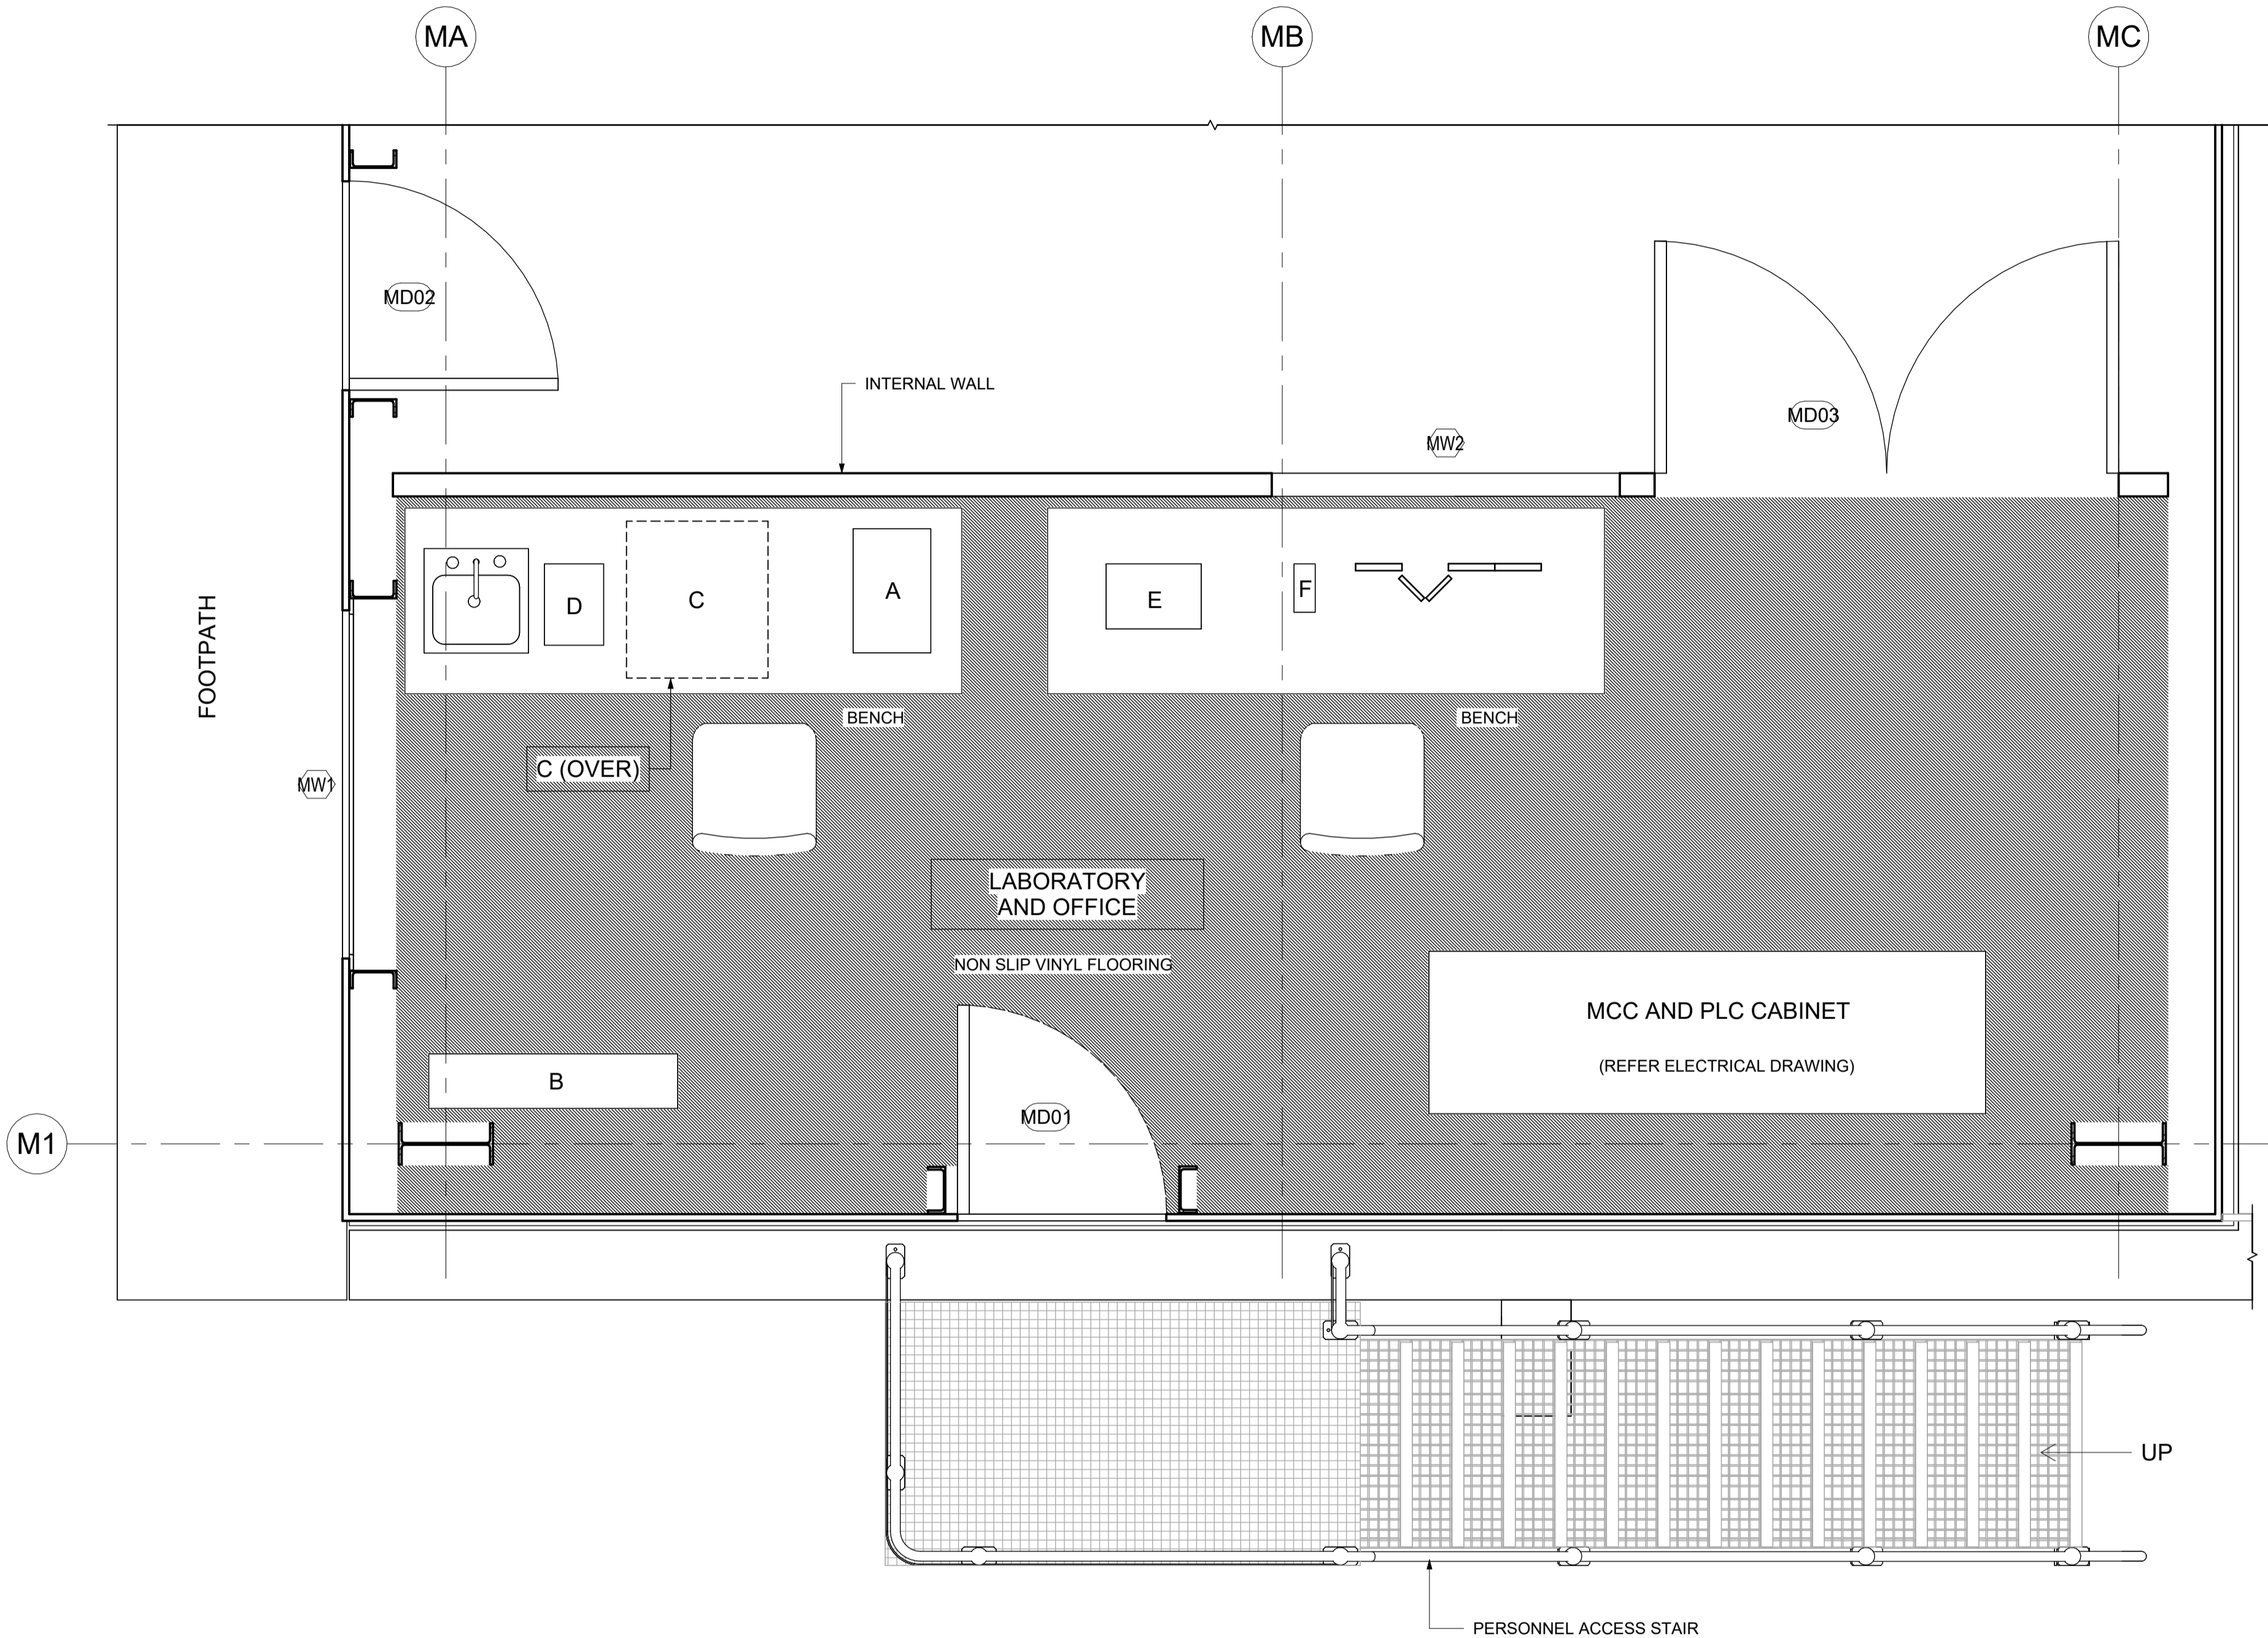 MA
MB
MC
MD02
INTERNAL WALL
MW2
MD03
D
C
A
E
F
FOOTPATH
BENCH
BENCH
C (OVER)
MW1
LABORATORY
AND OFFICE
NON SLIP VINYL FLOORING
MCC AND PLC CABINET
(REFER ELECTRICAL DRAWING)
B
MD01
M1
UP
PERSONNEL ACCESS STAIR